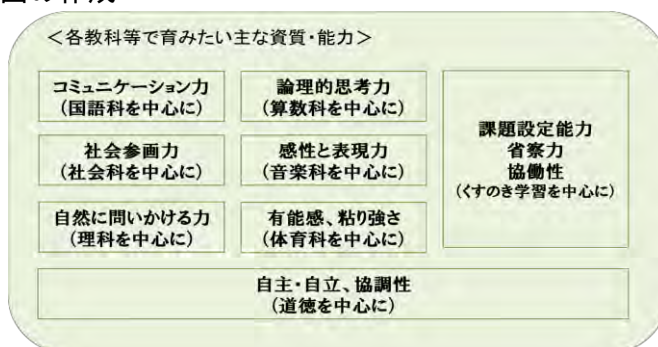 ＜各教科等で育みたい主な資質・能力＞
コミュニケーション力
(国語科を中心に)
論理的思考力
(算数科を中心に)
社会参画力
(社会科を中心に)
感性と表現力
(音楽科を中心に)
自然に問いかける力
(理科を中心に)
有能感、粘り強さ
(体育科を中心に)
課題設定能力
省察力
協働性
(くすのき学習を中心に)
自主・自立、協調性
(道徳を中心に)